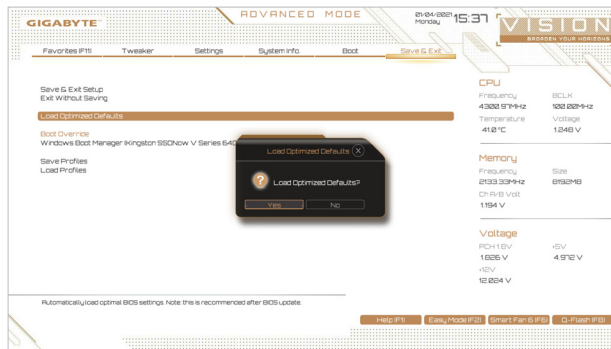 GIGABYTE™
ADVANCED MODE
01/04/2021 Monday 15:37
VISION
BROADEN YOUR HORIZONS
Favorites (F11) Tweaker Settings System Info. Boot Save & Exit
Save & Exit Setup
Exit Without Saving
Load Optimized Defaults
Boot Override
Windows Boot Manager (Kingston SSDNow V Series 64G
Save Profiles
Load Profiles
Load Optimized Defaults
Load Optimized Defaults?
Yes No
CPU
Frequency BCLK
4300.97MHz 100.02MHz
Temperature Voltage
41.0 °C 1.248 V
Memory
Frequency Size
2133.33MHz 8192MB
Ch A/B Volt
1.194 V
Voltage
PCH 1.8V +5V
1.826 V 4.972 V
+12V
12.024 V
Automatically load optimal BIOS settings. Note: this is recommended after BIOS update.
Help (F1) Easy Mode (F2) Smart Fan 6 (F6) Q-Flash (F8)